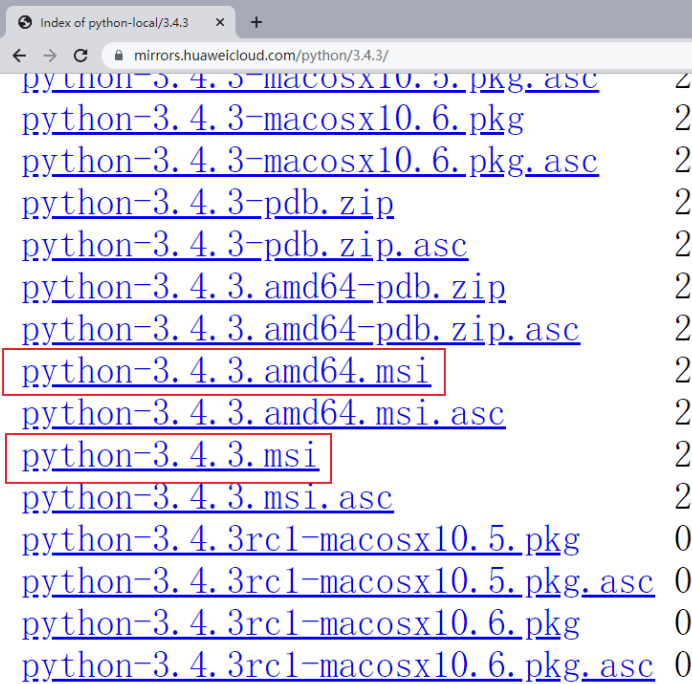 Index of python-local/3.4.3
mirrors.huaweicloud.com/python/3.4.3/
python-3.4.3-macosx10.5.pkg.asc 2
python-3.4.3-macosx10.6.pkg 2
python-3.4.3-macosx10.6.pkg.asc 2
python-3.4.3-pdb.zip 2
python-3.4.3-pdb.zip.asc 2
python-3.4.3.amd64-pdb.zip 2
python-3.4.3.amd64-pdb.zip.asc 2
python-3.4.3.amd64.msi 2
python-3.4.3.amd64.msi.asc 2
python-3.4.3.msi 2
python-3.4.3.msi.asc 2
python-3.4.3rc1-macosx10.5.pkg 0
python-3.4.3rc1-macosx10.5.pkg.asc 0
python-3.4.3rc1-macosx10.6.pkg 0
python-3.4.3rc1-macosx10.6.pkg.asc 0